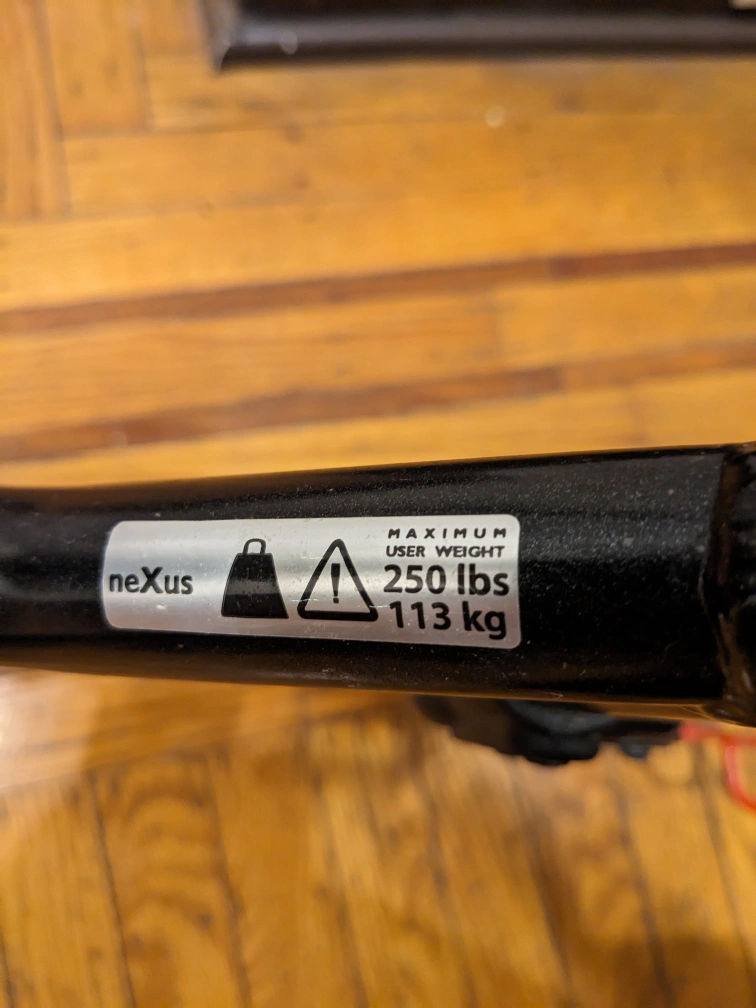 neXus
MAXIMUM
USER WEIGHT
250 lbs
113 kg